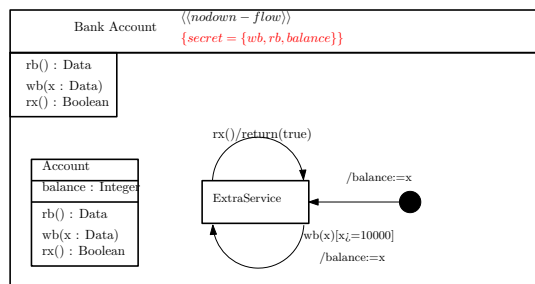 Bank Account
⟨⟨nodown − flow⟩⟩
{secret = {wb, rb, balance}}
rb() : Data
wb(x : Data)
rx() : Boolean
rx()/return(true)
Account
balance : Integer
rb() : Data
wb(x : Data)
rx() : Boolean
ExtraService
/balance:=x
wb(x)[x¿=10000]
/balance:=x